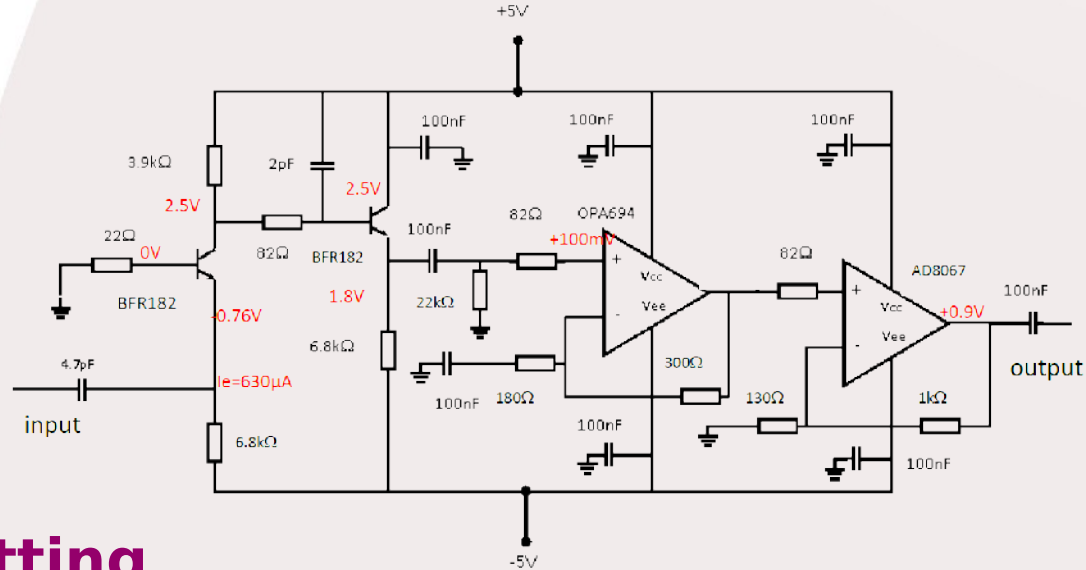 +5V
100nF
100nF
100nF
3.9kΩ
2pF
2.5V
2.5V
22Ω
0V
82Ω
BFR182
BFR182
100nF
82Ω
OPA694
+100mV
+
Vcc
Vee
-
82Ω
AD8067
+
Vcc
Vee
-
+0.9V
100nF
output
-0.76V
1.8V
22kΩ
6.8kΩ
4.7pF
Ie=630µA
input
6.8kΩ
100nF
180Ω
300Ω
130Ω
1kΩ
100nF
100nF
-5V
tting